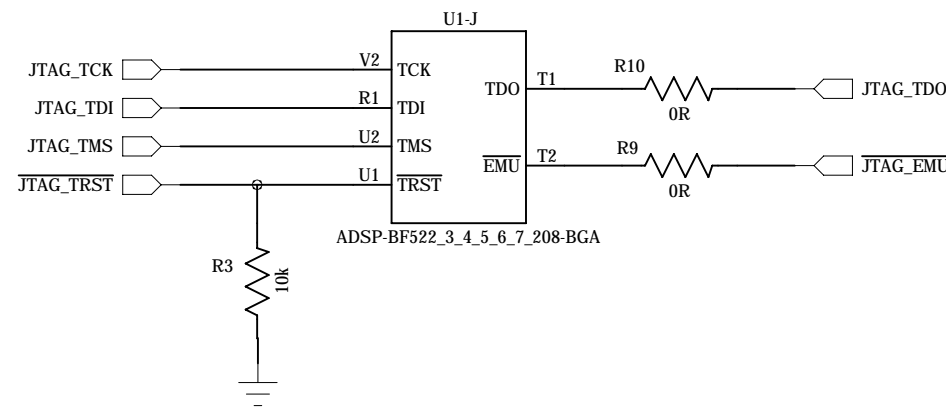 U1-J
JTAG_TCK V2 TCK
TDO T1 R10 0R JTAG_TDO
JTAG_TDI R1 TDI
JTAG_TMS U2 TMS
EMU T2 R9 0R JTAG_EMU
JTAG_TRST U1 TRST
ADSP-BF522_3_4_5_6_7_208-BGA
R3 10k